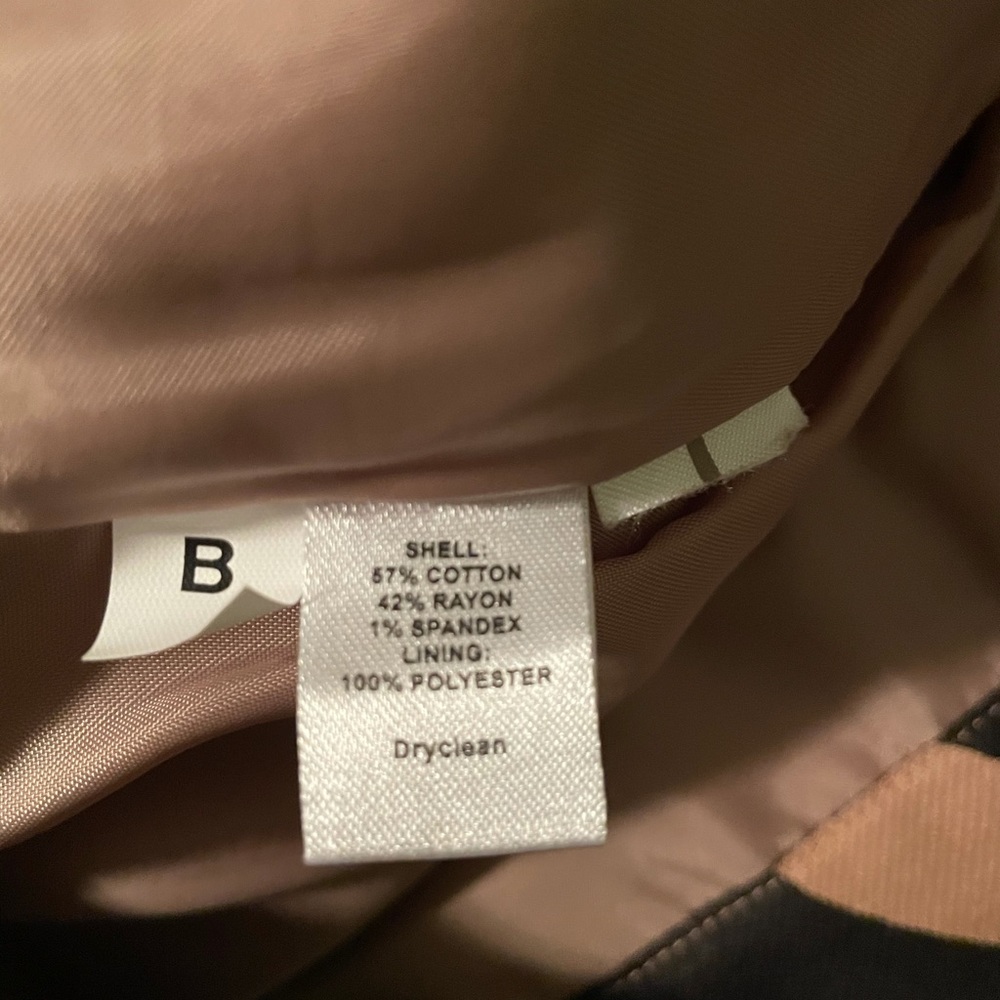 B
SHELL:
57% COTTON
42% RAYON
1% SPANDEX
LINING:
100% POLYESTER
Dryclean